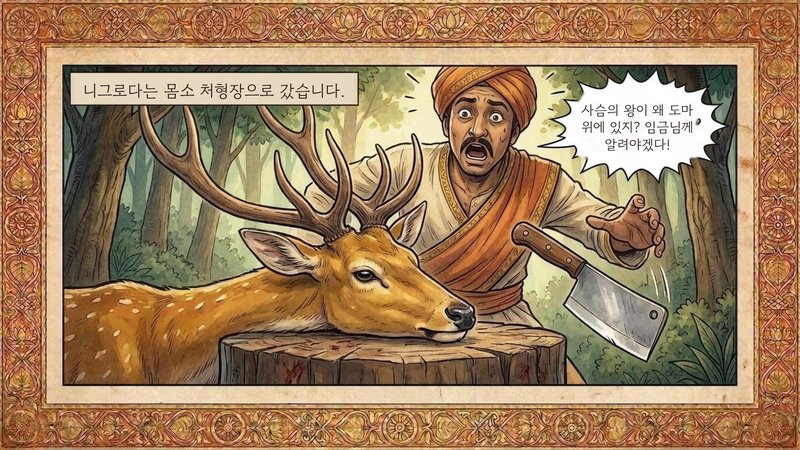 니그로다는 몸소 처형장으로 갔습니다.
사슴의 왕이 왜 도마
위에 있지? 임금님께
알려야겠다!